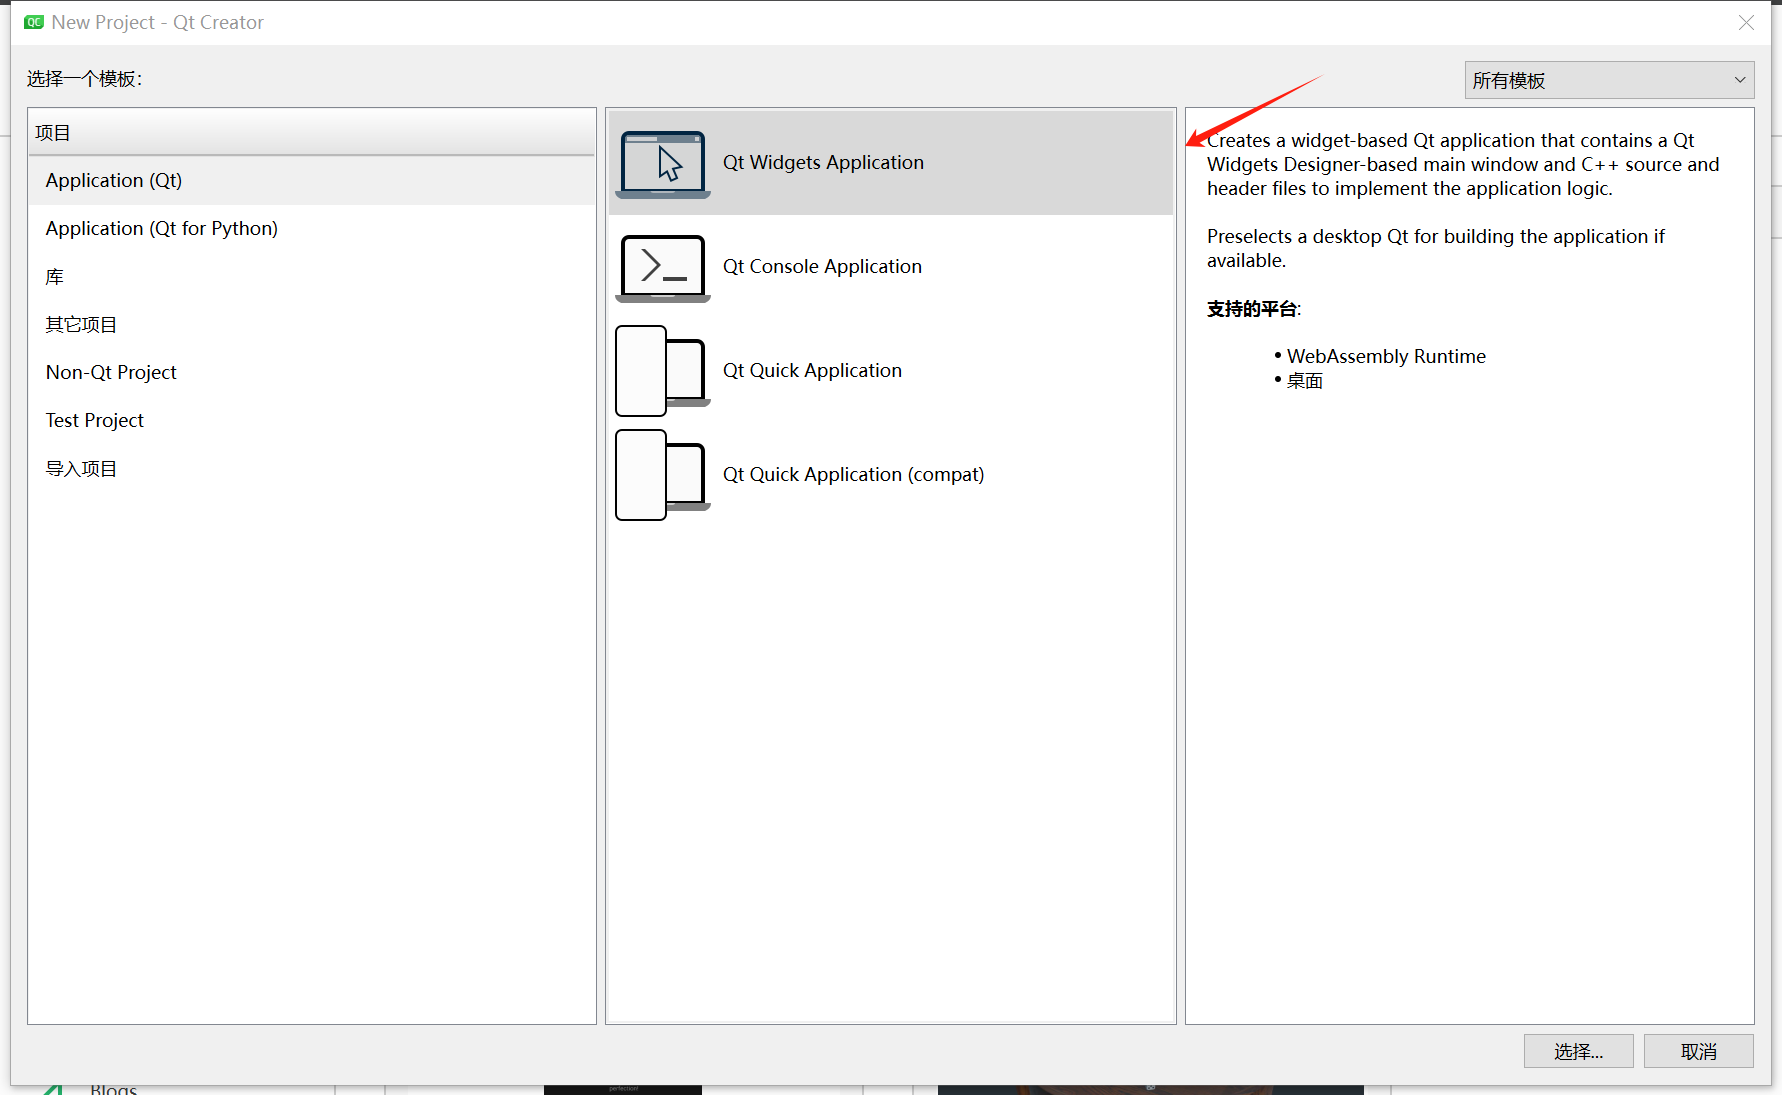 QC New Project - Qt Creator
选择一个模板:
所有模板
项目
Application (Qt)
Application (Qt for Python)
库
其它项目
Non-Qt Project
Test Project
导入项目
Qt Widgets Application
Qt Console Application
Qt Quick Application
Qt Quick Application (compat)
Creates a widget-based Qt application that contains a Qt
Widgets Designer-based main window and C++ source and
header files to implement the application logic.
Preselects a desktop Qt for building the application if
available.
支持的平台:
• WebAssembly Runtime
• 桌面
选择...
取消
Blogs
perfection!